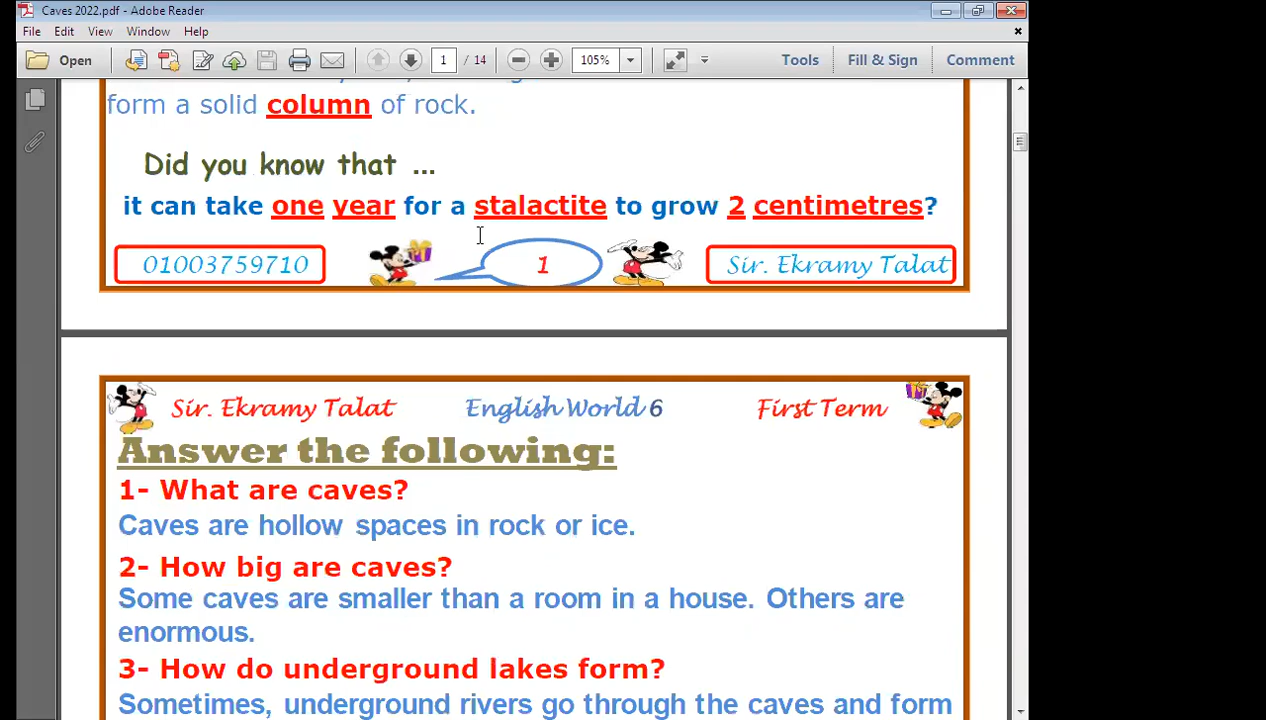 Caves 2022.pdf - Adobe Reader
File Edit View Window Help
Open 1 / 14 105% Tools Fill & Sign Comment
form a solid column of rock.
Did you know that ...
it can take one year for a stalactite to grow 2 centimetres?
01003759710 1 Sir. Ekramy Talat
Sir. Ekramy Talat English World 6 First Term
Answer the following:
1- What are caves?
Caves are hollow spaces in rock or ice.
2- How big are caves?
Some caves are smaller than a room in a house. Others are
enormous.
3- How do underground lakes form?
Sometimes, underground rivers go through the caves and form